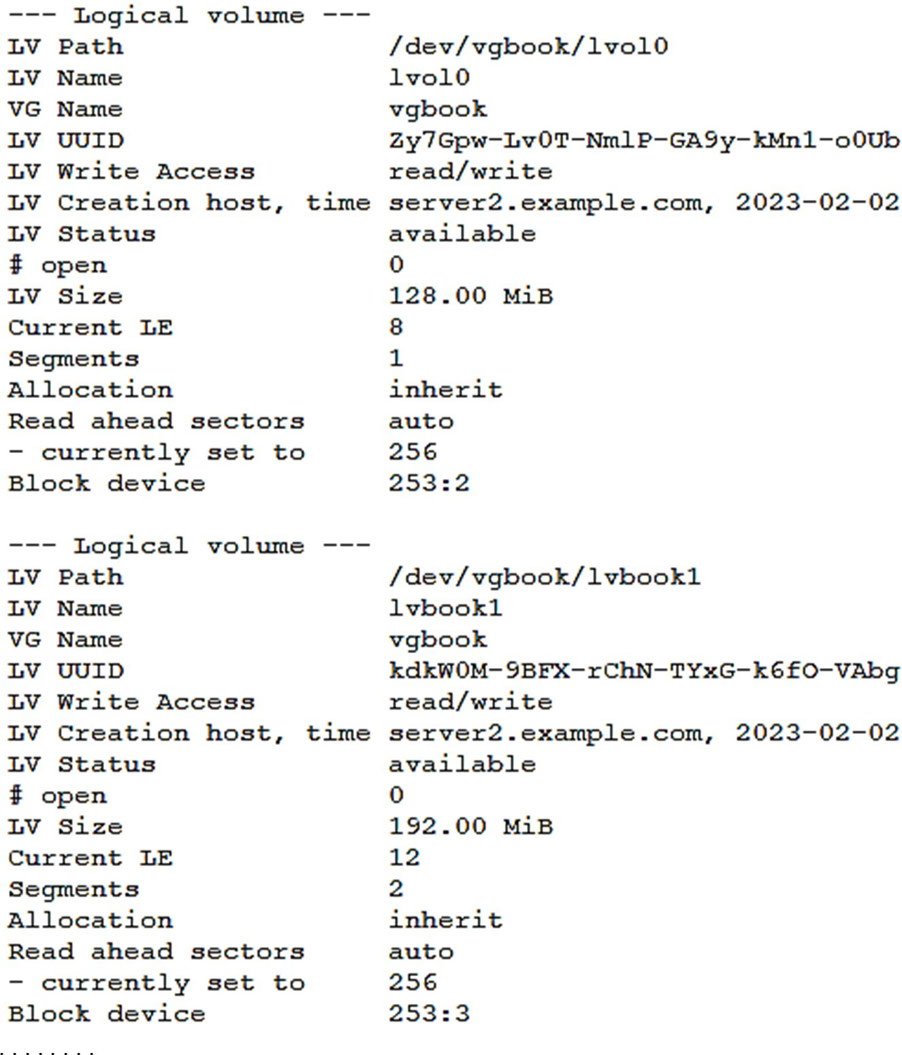 --- Logical volume ---
LV Path                /dev/vgbook/lvol0
LV Name                lvol0
VG Name                vgbook
LV UUID                Zy7Gpw-Lv0T-NmlP-GA9y-kMn1-o0Ub
LV Write Access        read/write
LV Creation host, time server2.example.com, 2023-02-02
LV Status              available
# open                 0
LV Size                128.00 MiB
Current LE             8
Segments               1
Allocation             inherit
Read ahead sectors     auto
- currently set to     256
Block device           253:2

--- Logical volume ---
LV Path                /dev/vgbook/lvbook1
LV Name                lvbook1
VG Name                vgbook
LV UUID                kdkW0M-9BFX-rChN-TYxG-k6fO-VAbg
LV Write Access        read/write
LV Creation host, time server2.example.com, 2023-02-02
LV Status              available
# open                 0
LV Size                192.00 MiB
Current LE             12
Segments               2
Allocation             inherit
Read ahead sectors     auto
- currently set to     256
Block device           253:3
........